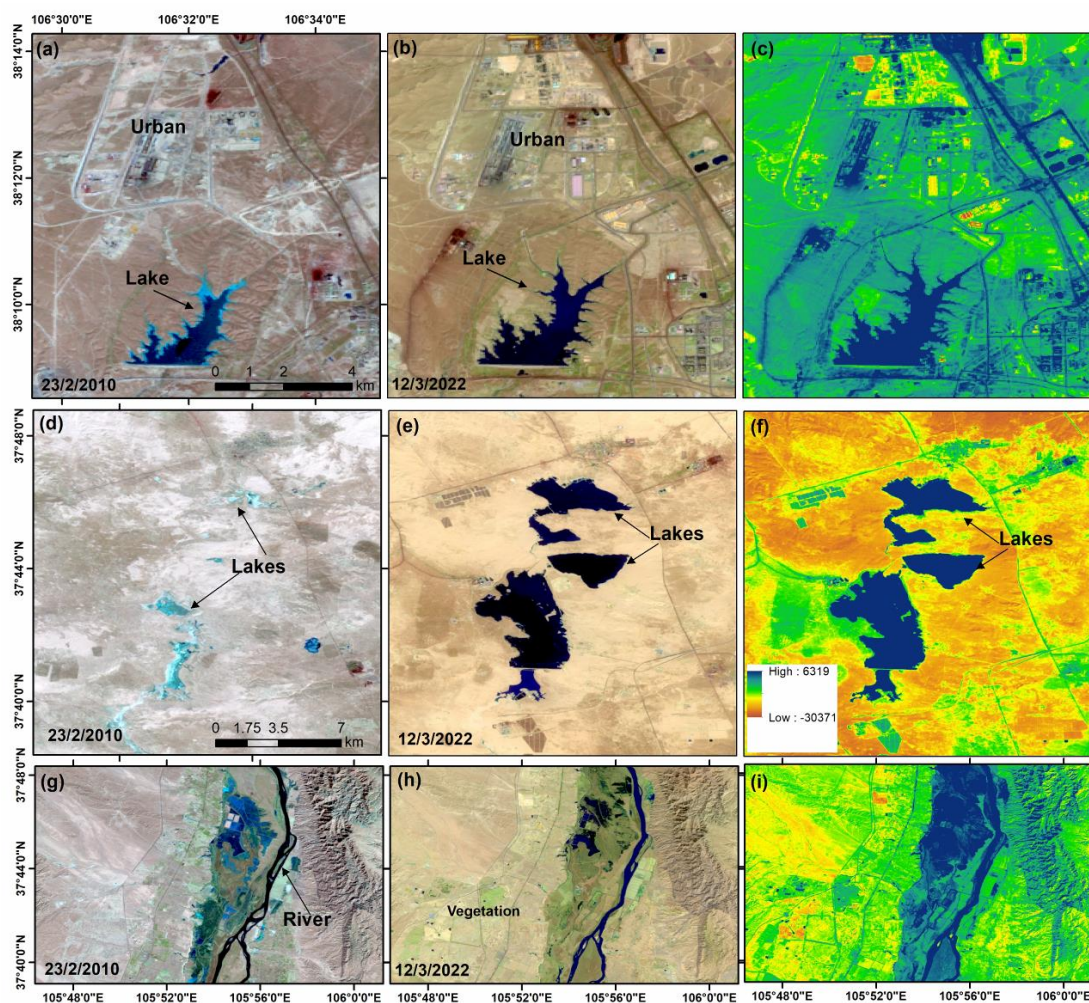 106°30'0"E 106°32'0"E 106°34'0"E
38°14'0"N
38°12'0"N
38°10'0"N
(a)
Urban
Lake
23/2/2010
0 2 4
km
(b)
Urban
Lake
12/3/2022
(c)
37°48'0"N
37°44'0"N
37°40'0"N
(d)
Lakes
23/2/2010
0 1.75 3.5 7
km
(e)
Lakes
12/3/2022
(f)
Lakes
High : 6319
Low : -30371
37°48'0"N
37°44'0"N
37°40'0"N
(g)
River
23/2/2010
(h)
Vegetation
12/3/2022
(i)
105°48'0"E 105°52'0"E 105°56'0"E 106°0'0"E
105°48'0"E 105°52'0"E 105°56'0"E 106°0'0"E
105°48'0"E 105°52'0"E 105°56'0"E 106°0'0"E